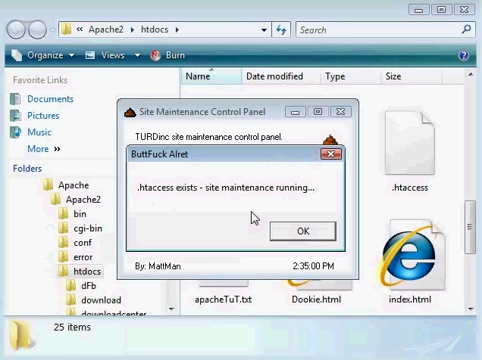 « Apache2 › htdocs ›
Search
Organize
Views
Burn
Favorite Links
Documents
Pictures
Music
More »
Folders
Apache
Apache2
bin
cgi-bin
conf
error
htdocs
dFb
download
downloadcenter
Name
Date modified
Type
Size
.htaccess
apacheTuT.txt
Dookie.html
index.html
Site Maintenance Control Panel
TURDinc site maintenance control panel.
ButtFuck Alret
.htaccess exists - site maintenance running...
OK
By: MattMan
2:35:00 PM
25 items